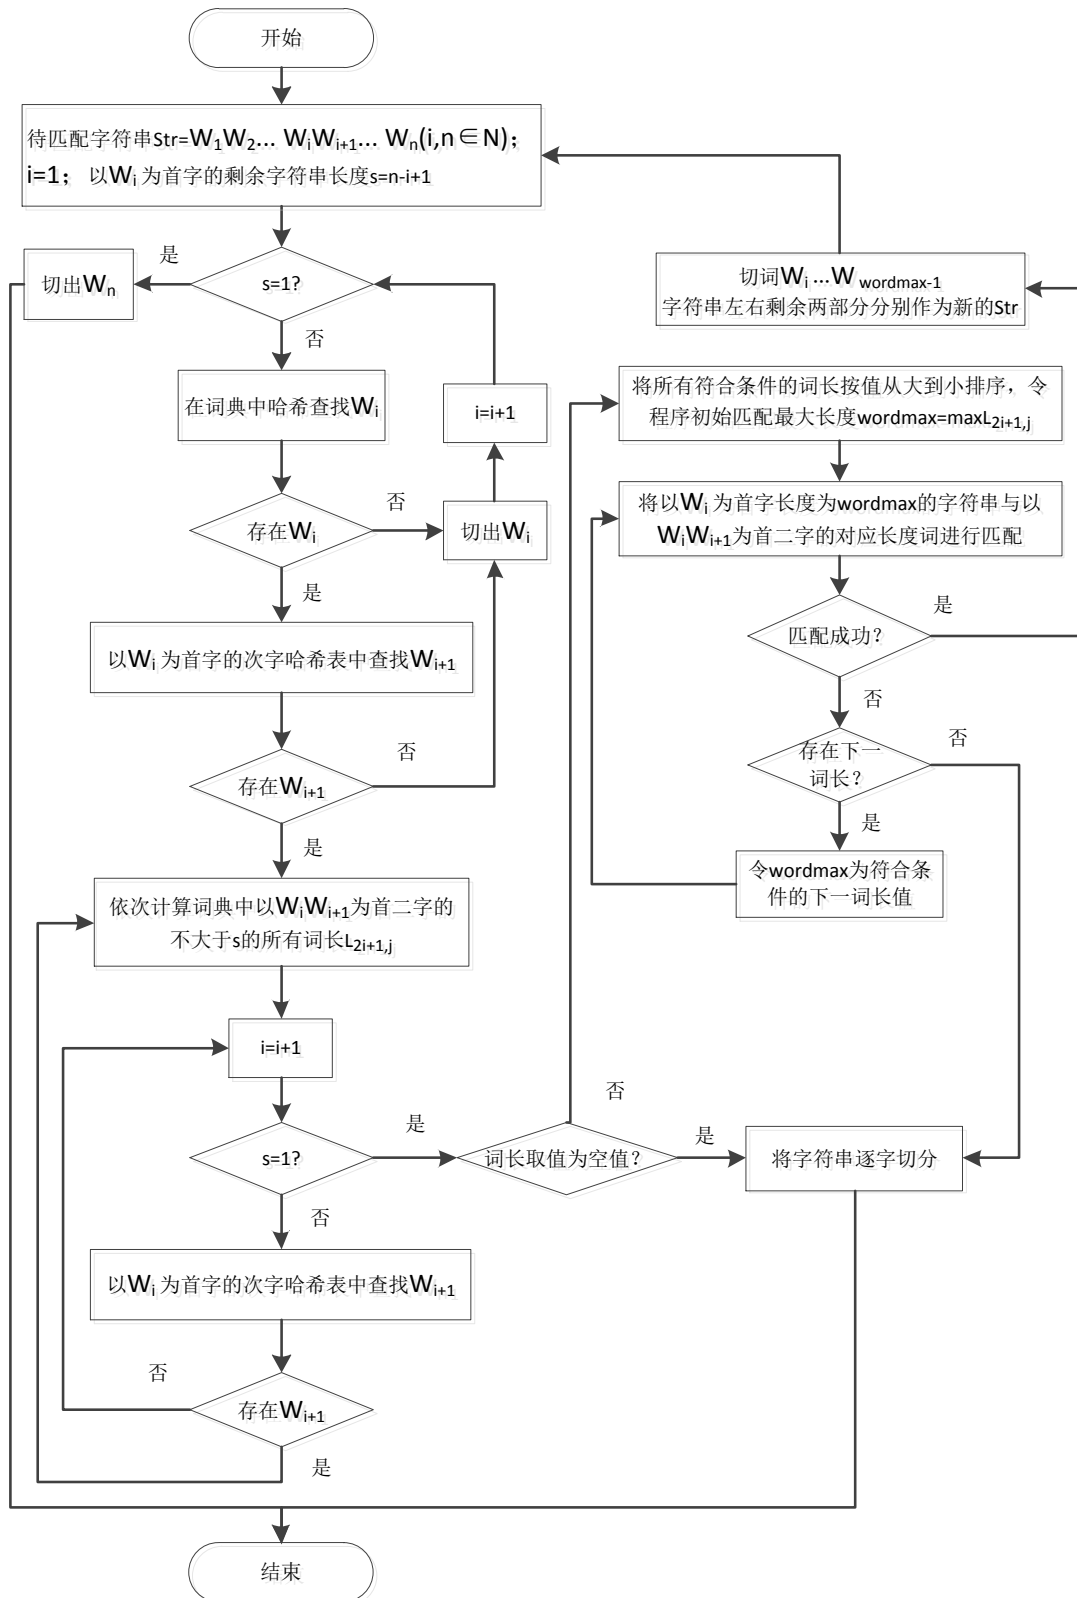 开始
待匹配字符串Str=W1W2... WiWi+1... Wn(i,n∈N)；
i=1； 以Wi为首字的剩余字符串长度s=n-i+1
s=1?
是
切出Wn
否
在词典中哈希查找Wi
存在Wi
否
切出Wi
i=i+1
是
以Wi为首字的次字哈希表中查找Wi+1
存在Wi+1
否
是
依次计算词典中以WiWi+1为首二字的
不大于s的所有词长L2i+1,j
i=i+1
s=1?
是
否
以Wi为首字的次字哈希表中查找Wi+1
存在Wi+1
否
是
词长取值为空值？
否
是
将字符串逐字切分
将所有符合条件的词长按值从大到小排序，令
程序初始匹配最大长度wordmax=maxL2i+1,j
将以Wi为首字长度为wordmax的字符串与以
WiWi+1为首二字的对应长度词进行匹配
匹配成功？
是
否
存在下一
词长？
否
是
令wordmax为符合条
件的下一词长值
切词Wi...Wwordmax-1
字符串左右剩余两部分分别作为新的Str
结束